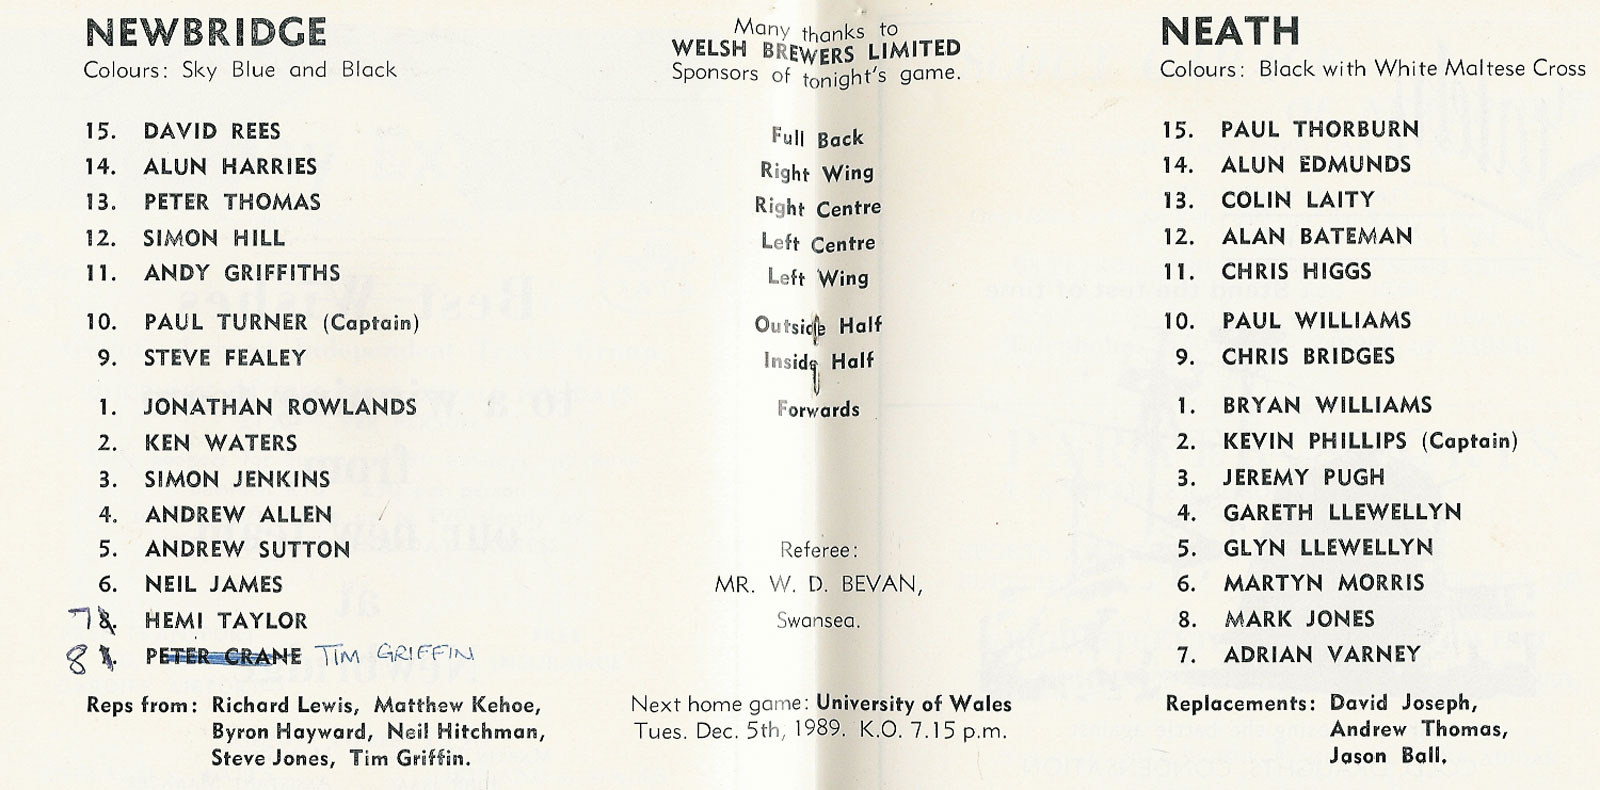 NEWBRIDGE
Colours: Sky Blue and Black
15. DAVID REES
14. ALUN HARRIES
13. PETER THOMAS
12. SIMON HILL
11. ANDY GRIFFITHS
10. PAUL TURNER (Captain)
9. STEVE FEALEY
1. JONATHAN ROWLANDS
2. KEN WATERS
3. SIMON JENKINS
4. ANDREW ALLEN
5. ANDREW SUTTON
6. NEIL JAMES
7 8. HEMI TAYLOR
8 7. PETER CRANE TIM GRIFFIN
Reps from: Richard Lewis, Matthew Kehoe,
Byron Hayward, Neil Hitchman,
Steve Jones, Tim Griffin.
Many thanks to
WELSH BREWERS LIMITED
Sponsors of tonight's game.
Full Back
Right Wing
Right Centre
Left Centre
Left Wing
Outside Half
Inside Half
Forwards
Referee:
MR. W. D. BEVAN,
Swansea.
Next home game: University of Wales
Tues. Dec. 5th, 1989. K.O. 7.15 p.m.
NEATH
Colours: Black with White Maltese Cross
15. PAUL THORBURN
14. ALUN EDMUNDS
13. COLIN LAITY
12. ALAN BATEMAN
11. CHRIS HIGGS
10. PAUL WILLIAMS
9. CHRIS BRIDGES
1. BRYAN WILLIAMS
2. KEVIN PHILLIPS (Captain)
3. JEREMY PUGH
4. GARETH LLEWELLYN
5. GLYN LLEWELLYN
6. MARTYN MORRIS
8. MARK JONES
7. ADRIAN VARNEY
Replacements: David Joseph,
Andrew Thomas,
Jason Ball.